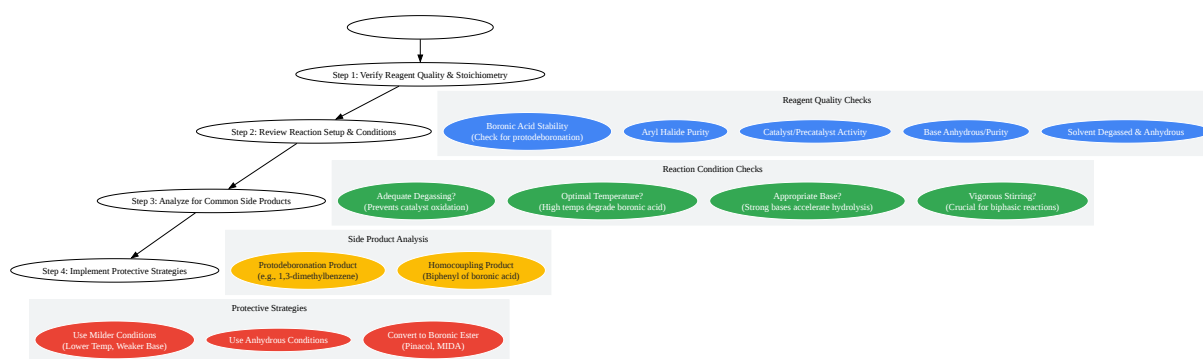 Step 1: Verify Reagent Quality & Stoichiometry
Reagent Quality Checks
Boronic Acid Stability
(Check for protodeboronation)
Aryl Halide Purity
Catalyst/Precatalyst Activity
Base Anhydrous/Purity
Solvent Degassed & Anhydrous
Step 2: Review Reaction Setup & Conditions
Reaction Condition Checks
Adequate Degassing?
(Prevents catalyst oxidation)
Optimal Temperature?
(High temps degrade boronic acid)
Appropriate Base?
(Strong bases accelerate hydrolysis)
Vigorous Stirring?
(Crucial for biphasic reactions)
Step 3: Analyze for Common Side Products
Side Product Analysis
Protodeboronation Product
(e.g., 1,3-dimethylbenzene)
Homocoupling Product
(Biphenyl of boronic acid)
Step 4: Implement Protective Strategies
Protective Strategies
Use Milder Conditions
(Lower Temp, Weaker Base)
Use Anhydrous Conditions
Convert to Boronic Ester
(Pinacol, MIDA)